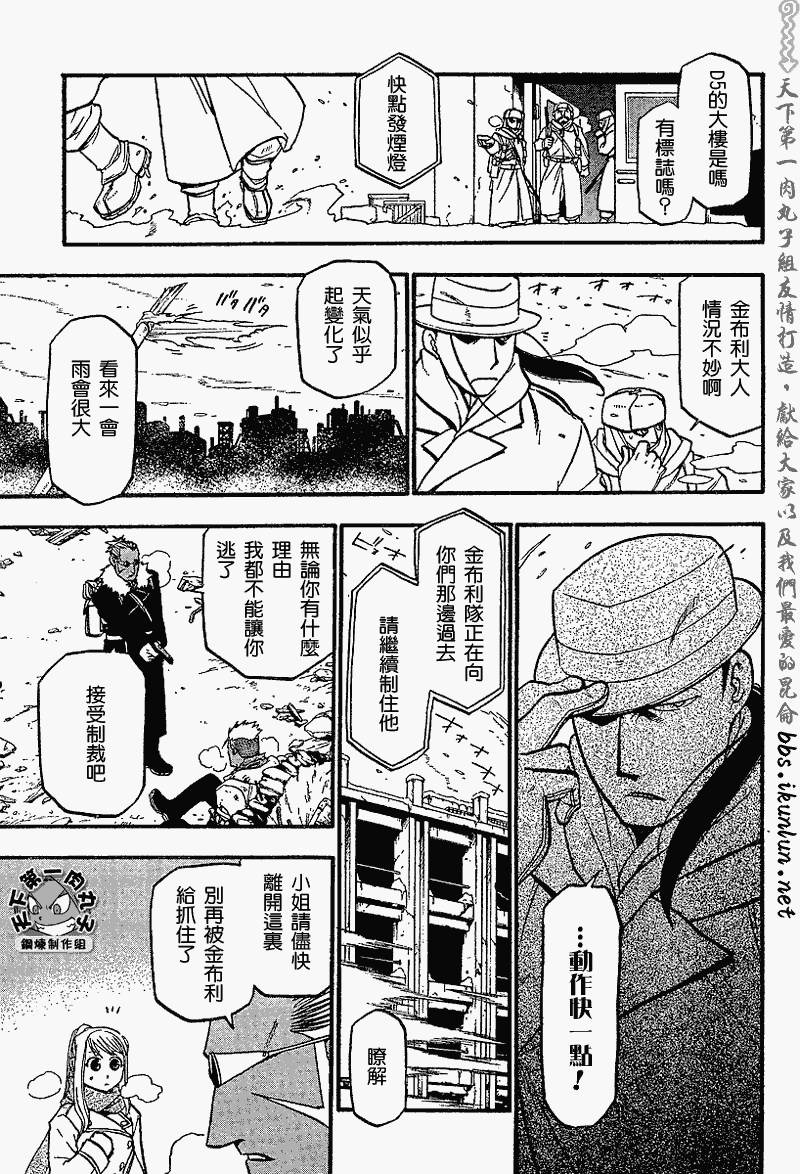 D5的大樓是嗎
有標誌嗎?
快點發煙燈
金布利大人
情況不妙啊
天氣似乎
起變化了
看來一會
雨會很大
ゴオ
ゴオ
…動作快一點!
金布利隊正在向
你們那邊過去
請繼續制住他
瞭解
無論你有什麼
理由
我都不能讓你
逃了
接受制裁吧
小姐請儘快
離開這裏
別再被金布利
給抓住了
天下第一肉丸子
鋼煉制作組
天下第一肉丸子組友情打造，獻給大家以及我們最愛的昆侖 bbs.ikunlun.net